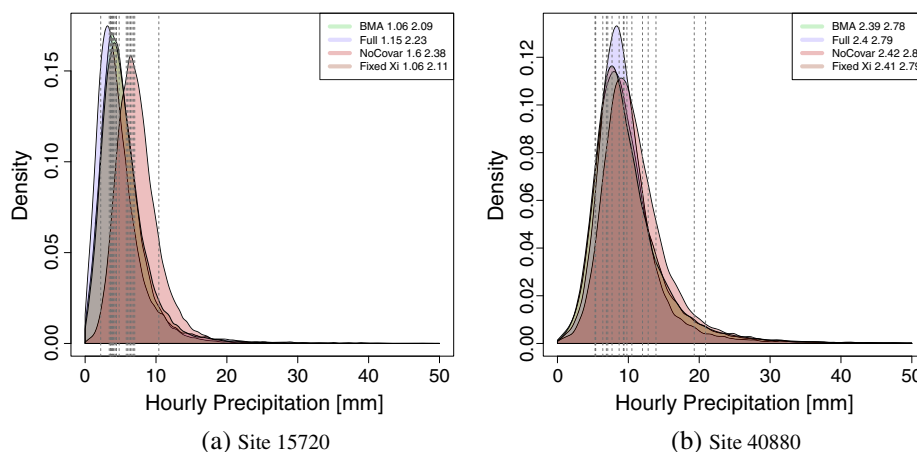 BMA 1.06 2.09
Full 1.15 2.23
NoCovar 1.6 2.38
Fixed Xi 1.06 2.11
0.15
0.10
0.05
0.00
Density
0 10 20 30 40 50
Hourly Precipitation [mm]
(a) Site 15720
BMA 2.39 2.78
Full 2.4 2.79
NoCovar 2.42 2.8
Fixed Xi 2.41 2.79
0.12
0.10
0.08
0.06
0.04
0.02
0.00
Density
0 10 20 30 40 50
Hourly Precipitation [mm]
(b) Site 40880